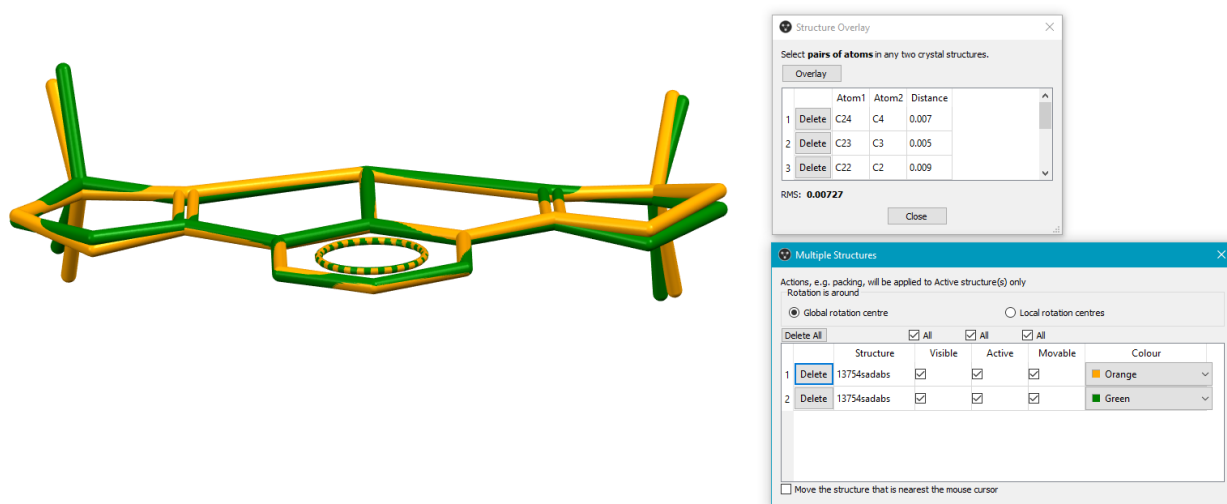 Structure Overlay
Select pairs of atoms in any two crystal structures.
Overlay
Atom1 Atom2 Distance
1 Delete C24 C4 0.007
2 Delete C23 C3 0.005
3 Delete C22 C2 0.009
RMS: 0.00727
Close
Multiple Structures
Actions, e.g. packing, will be applied to Active structure(s) only
Rotation is around
Global rotation centre Local rotation centres
Delete All All All All
Structure Visible Active Movable Colour
1 Delete 13754sadabs Orange
2 Delete 13754sadabs Green
Move the structure that is nearest the mouse cursor